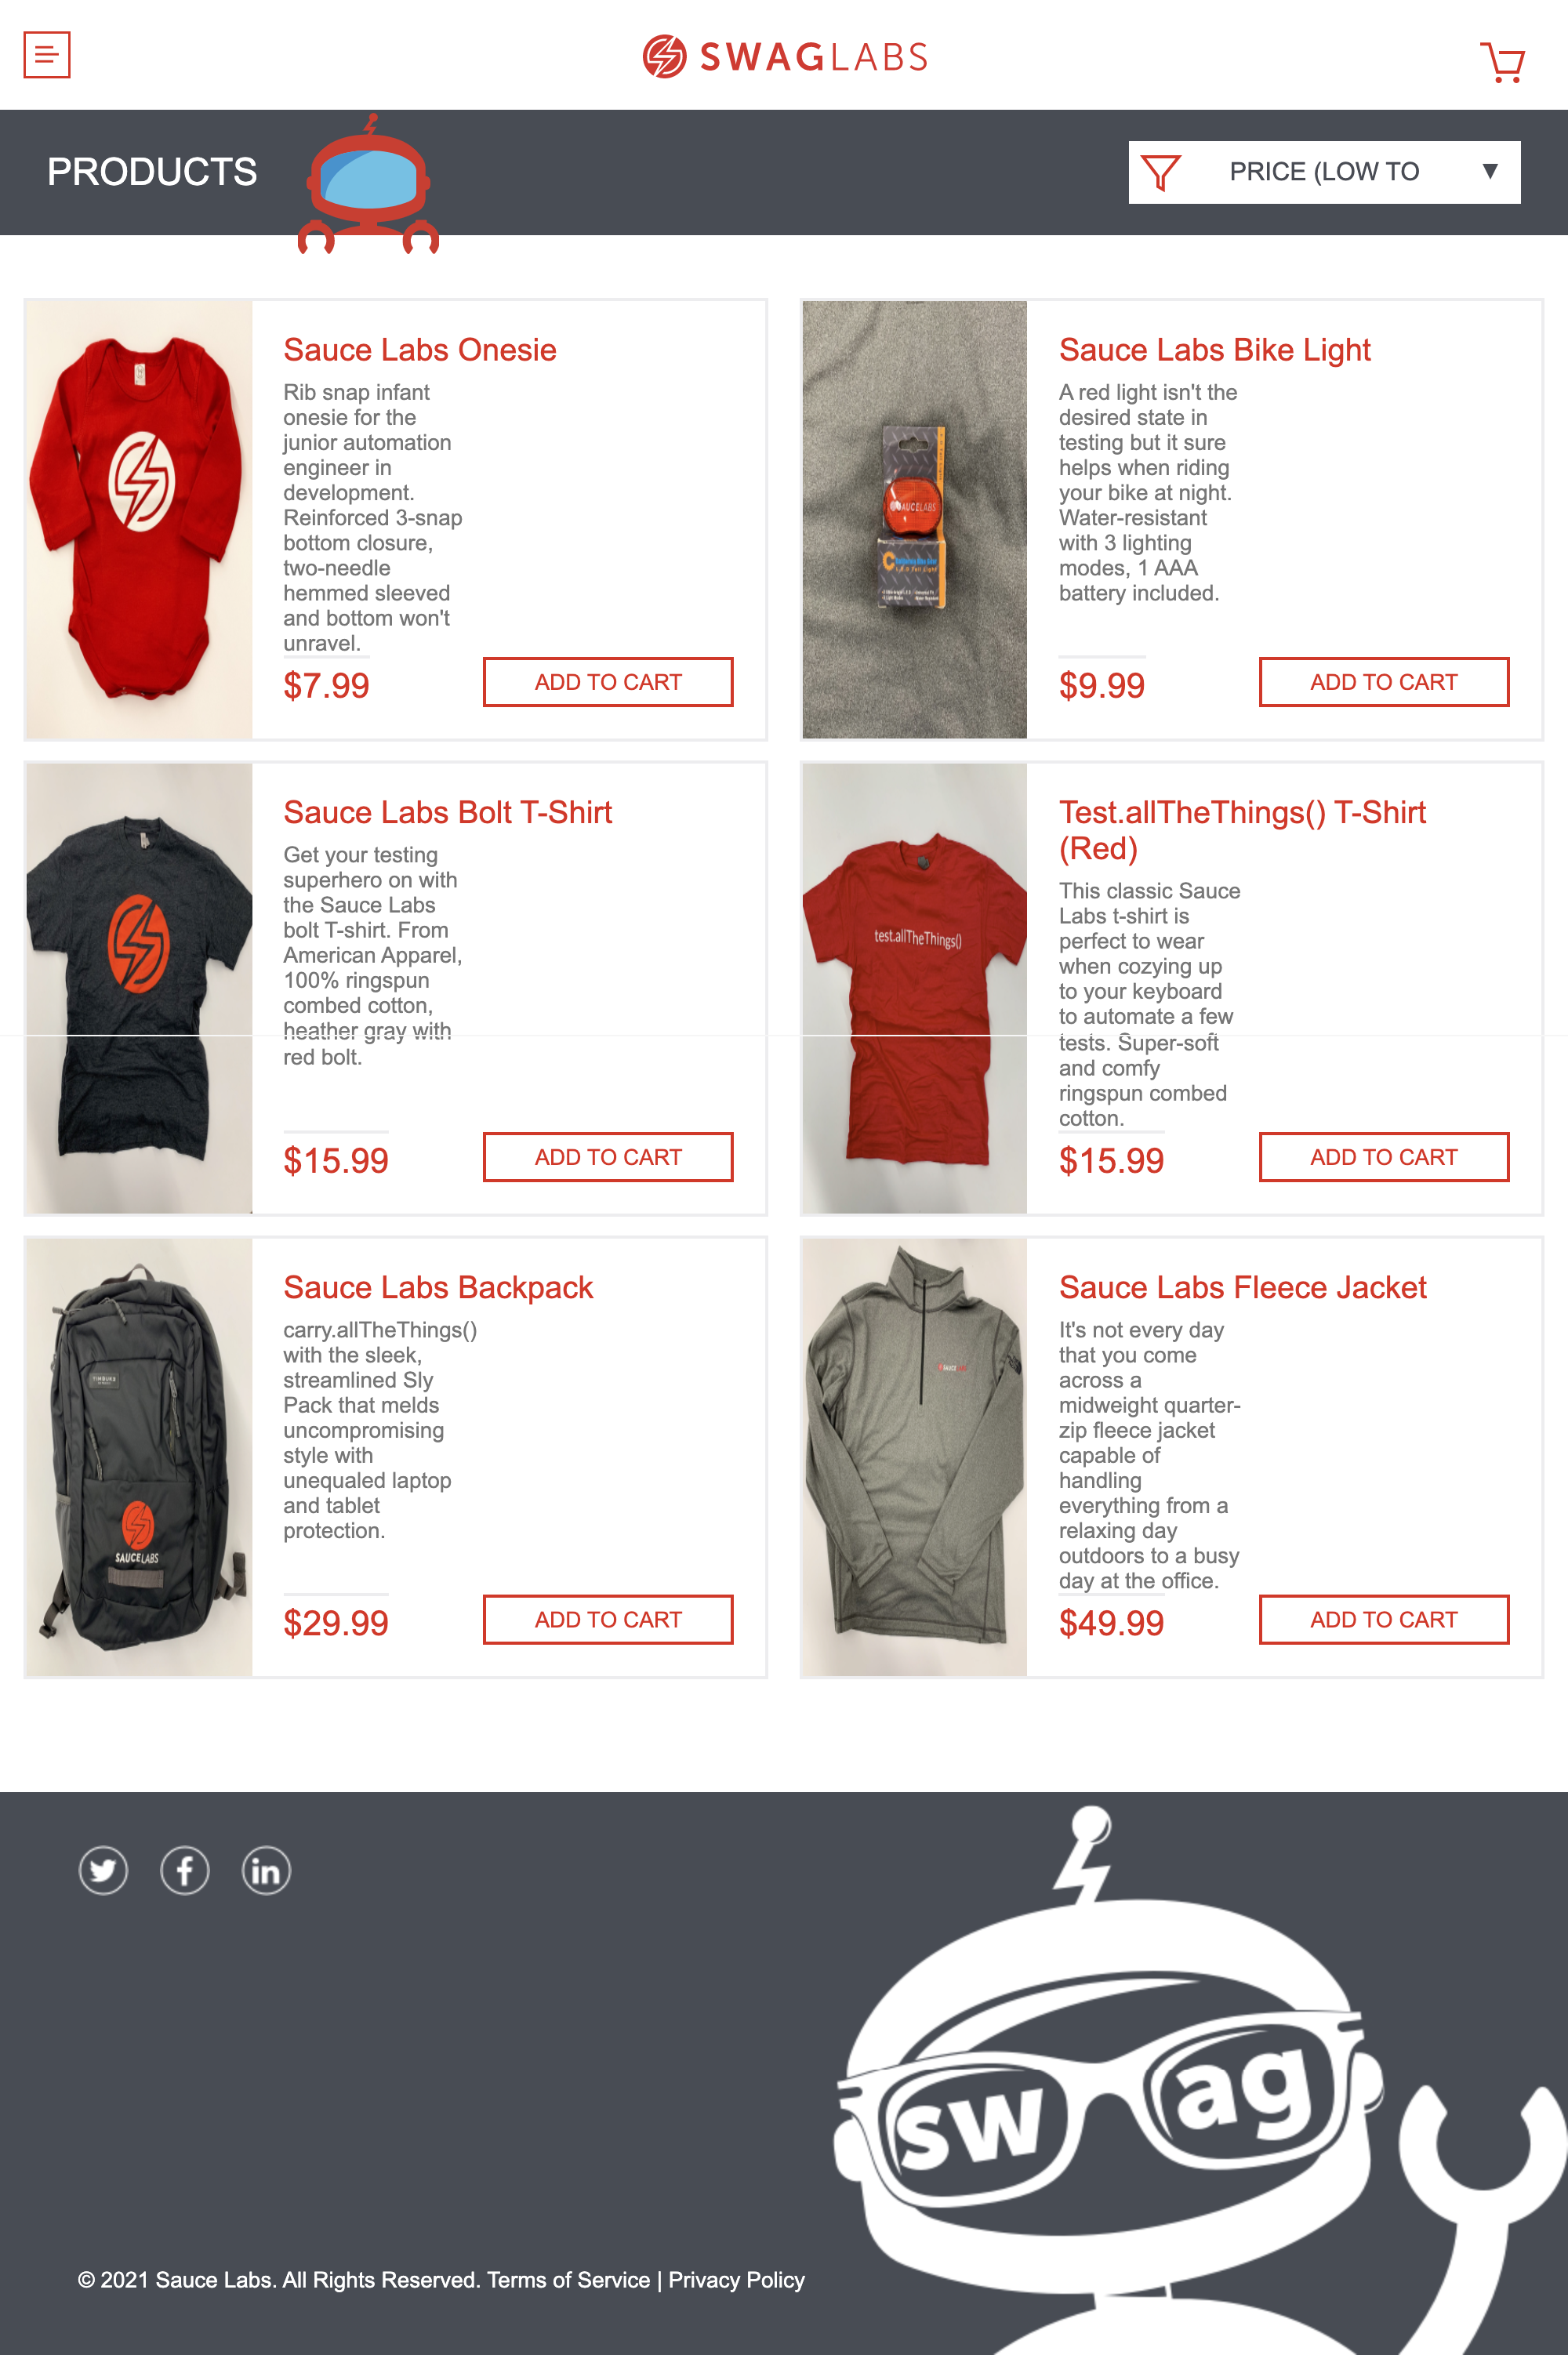 SWAGLABS
PRODUCTS
PRICE (LOW TO
Sauce Labs Onesie
Rib snap infant
onesie for the
junior automation
engineer in
development.
Reinforced 3-snap
bottom closure,
two-needle
hemmed sleeved
and bottom won't
unravel.
$7.99
ADD TO CART
SAUCELABS
Sauce Labs Bike Light
A red light isn't the
desired state in
testing but it sure
helps when riding
your bike at night.
Water-resistant
with 3 lighting
modes, 1 AAA
battery included.
$9.99
ADD TO CART
Sauce Labs Bolt T-Shirt
Get your testing
superhero on with
the Sauce Labs
bolt T-shirt. From
American Apparel,
100% ringspun
combed cotton,
heather gray with
red bolt.
$15.99
ADD TO CART
test.allTheThings()
Test.allTheThings() T-Shirt
(Red)
This classic Sauce
Labs t-shirt is
perfect to wear
when cozying up
to your keyboard
to automate a few
tests. Super-soft
and comfy
ringspun combed
cotton.
$15.99
ADD TO CART
TIMBUK2
SAUCELABS
Sauce Labs Backpack
carry.allTheThings()
with the sleek,
streamlined Sly
Pack that melds
uncompromising
style with
unequaled laptop
and tablet
protection.
$29.99
ADD TO CART
SAUCE
Sauce Labs Fleece Jacket
It's not every day
that you come
across a
midweight quarter-
zip fleece jacket
capable of
handling
everything from a
relaxing day
outdoors to a busy
day at the office.
$49.99
ADD TO CART
sw ag
© 2021 Sauce Labs. All Rights Reserved. Terms of Service | Privacy Policy